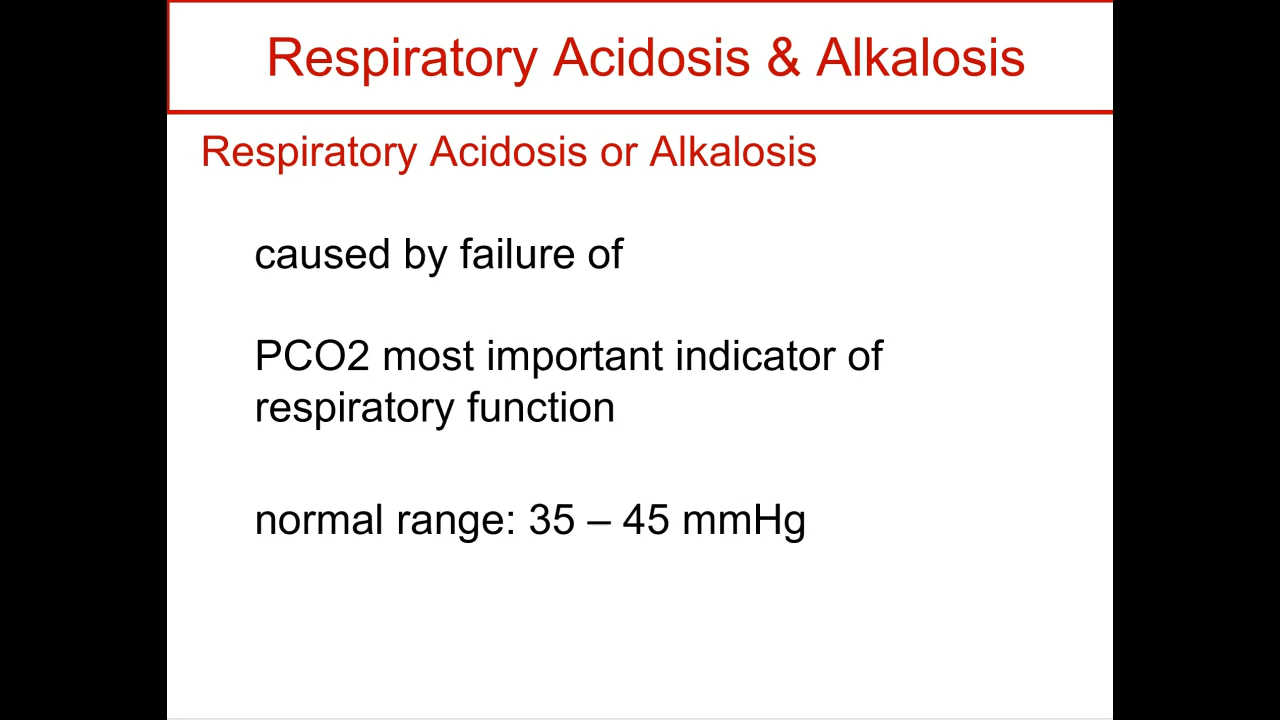 Respiratory Acidosis & Alkalosis
Respiratory Acidosis or Alkalosis
caused by failure of
PCO2 most important indicator of
respiratory function
normal range: 35 – 45 mmHg